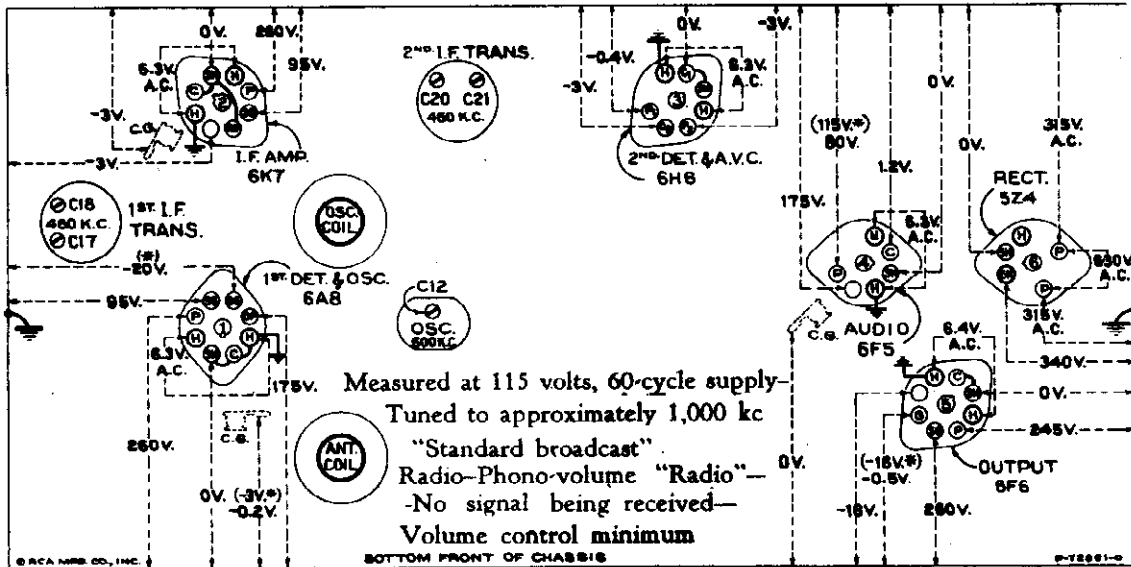 0V.
260V.
-3V.
0V.
-0.4V.
6.3V. A.C.
95V.
2ND I.F. TRANS.
C20 C21
460 K.C.
-3V.
6.3V. A.C.
0V.
(115V.*)
80V.
0V.
315V. A.C.
C.G.
-3V.
I.F. AMP.
6K7
2ND DET. & A.V.C.
6H6
1.2V.
RECT.
5Z4
C18
460 K.C.
C17
1ST I.F. TRANS.
OSC. COIL
175V.
6.3V. A.C.
(*)
-20V.
1ST DET. & OSC.
6A8
95V.
C12
OSC.
600 K.C.
C.G.
AUDIO
6F5
315V. A.C.
340V.
6.3V. A.C.
175V.
6.4V. A.C.
0V.
245V.
Measured at 115 volts, 60-cycle supply-
Tuned to approximately 1,000 kc
"Standard broadcast"
Radio-Phono-volume "Radio"—
-No signal being received—
Volume control minimum
C.G.
260V.
0V.
(-3V.*)
-0.2V.
ANT. COIL
0V.
(-16V.*)
-0.5V.
-16V.
260V.
OUTPUT
6F6
© RCA MFG. CO., INC.
BOTTOM FRONT OF CHASSIS